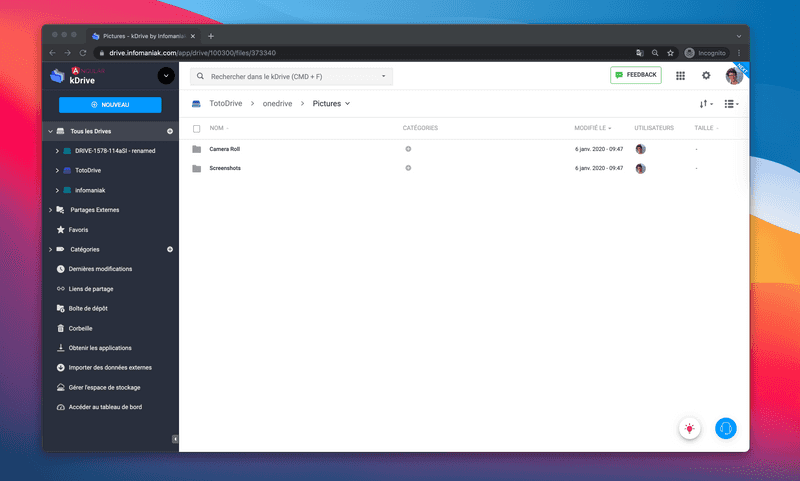 Pictures - kDrive by Infomaniak
drive.infomaniak.com/app/drive/100300/files/373340
Incognito
ANGULAR
kDrive
Rechercher dans le kDrive (CMD + F)
FEEDBACK
NEXT
NOUVEAU
TotoDrive > onedrive > Pictures
Tous les Drives
NOM
CATÉGORIES
MODIFIÉ LE
UTILISATEURS
TAILLE
DRIVE-1578-114aSI - renamed
Camera Roll
6 janv. 2020 - 09:47
-
TotoDrive
Screenshots
6 janv. 2020 - 09:47
-
infomaniak
Partages Externes
Favoris
Catégories
Dernières modifications
Liens de partage
Boîte de dépôt
Corbeille
Obtenir les applications
Importer des données externes
Gérer l'espace de stockage
Accéder au tableau de bord